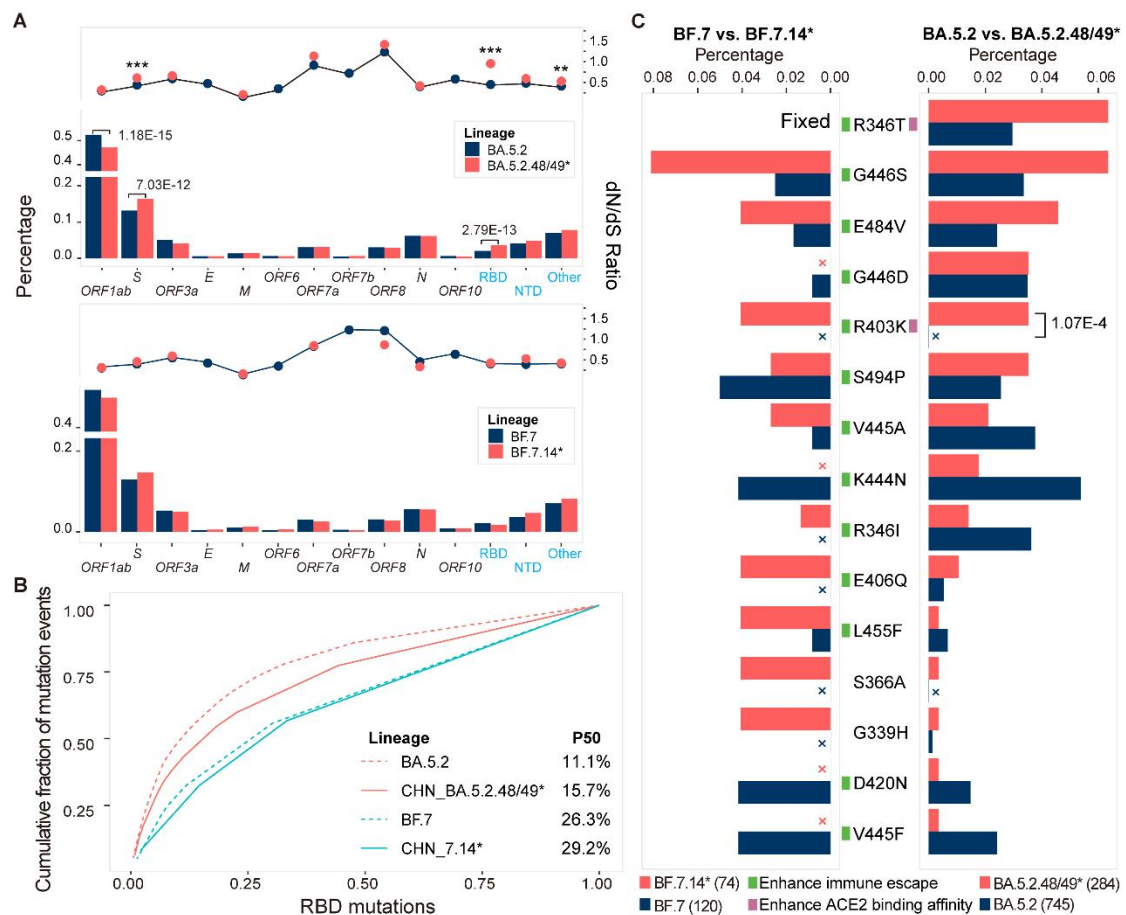 A
***
***
**
1.5
1.0
0.5
0.5
0.4
0.2
0.1
0.0
1.18E-15
7.03E-12
2.79E-13
Lineage
BA.5.2
BA.5.2.48/49*
Percentage
dN/dS Ratio
S E ORF6 ORF7b N RBD Other
ORF1ab ORF3a M ORF7a ORF8 ORF10 NTD
1.5
1.0
0.5
0.4
0.2
0.0
Lineage
BF.7
BF.7.14*
S E ORF6 ORF7b N RBD Other
ORF1ab ORF3a M ORF7a ORF8 ORF10 NTD
B
Cumulative fraction of mutation events
1.00
0.75
0.50
0.25
Lineage P50
BA.5.2 11.1%
CHN_BA.5.2.48/49* 15.7%
BF.7 26.3%
CHN_7.14* 29.2%
0.00 0.25 0.50 0.75 1.00
RBD mutations
C
BF.7 vs. BF.7.14* BA.5.2 vs. BA.5.2.48/49*
Percentage Percentage
0.08 0.06 0.04 0.02 0.00 0.00 0.02 0.04 0.06
Fixed
R346T
G446S
E484V
G446D
R403K
1.07E-4
S494P
V445A
K444N
R346I
E406Q
L455F
S366A
G339H
D420N
V445F
BF.7.14* (74) Enhance immune escape BA.5.2.48/49* (284)
BF.7 (120) Enhance ACE2 binding affinity BA.5.2 (745)